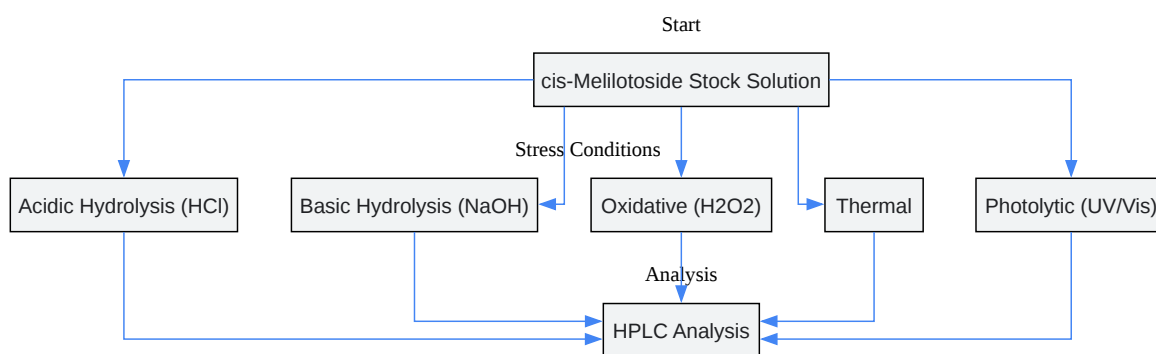 Start
cis-Melilotoside Stock Solution
Stress Conditions
Acidic Hydrolysis (HCl)
Basic Hydrolysis (NaOH)
Oxidative (H2O2)
Thermal
Photolytic (UV/Vis)
Analysis
HPLC Analysis